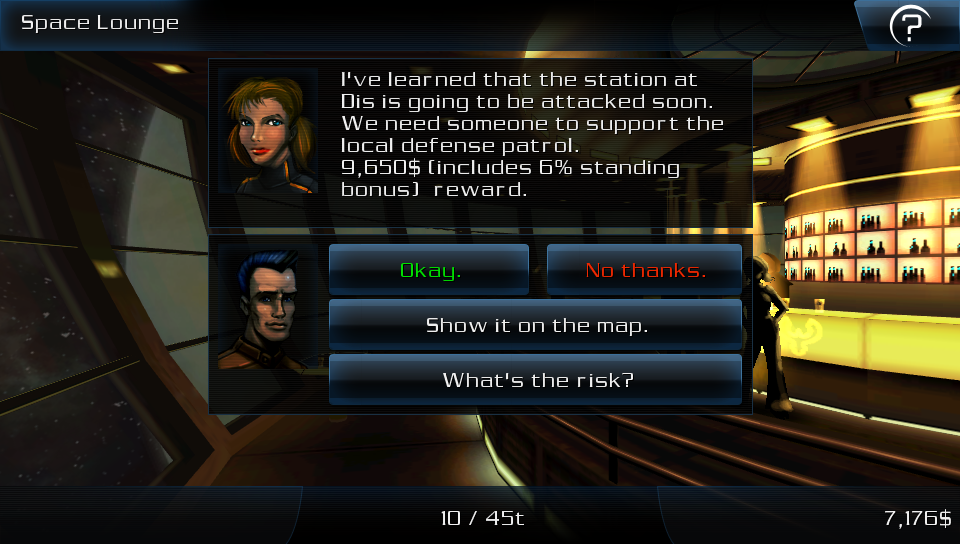 Space Lounge
?
I've learned that the station at
Dis is going to be attacked soon.
We need someone to support the
local defense patrol.
9,650$ (includes 6% standing
bonus) reward.
Okay.
No thanks.
Show it on the map.
What's the risk?
10 / 45t
7,176$